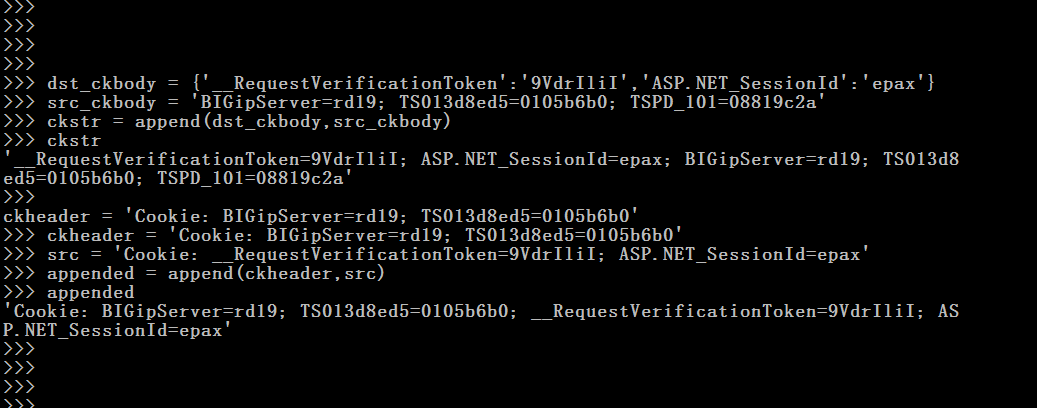 >>>
>>>
>>>
>>>
>>> dst_ckbody = {'__RequestVerificationToken':'9VdrIliI','ASP.NET_SessionId':'epax'}
>>> src_ckbody = 'BIGipServer=rd19; TS013d8ed5=0105b6b0; TSPD_101=08819c2a'
>>> ckstr = append(dst_ckbody,src_ckbody)
>>> ckstr
'__RequestVerificationToken=9VdrIliI; ASP.NET_SessionId=epax; BIGipServer=rd19; TS013d8
ed5=0105b6b0; TSPD_101=08819c2a'
>>>
ckheader = 'Cookie: BIGipServer=rd19; TS013d8ed5=0105b6b0'
>>> ckheader = 'Cookie: BIGipServer=rd19; TS013d8ed5=0105b6b0'
>>> src = 'Cookie: __RequestVerificationToken=9VdrIliI; ASP.NET_SessionId=epax'
>>> appended = append(ckheader,src)
>>> appended
'Cookie: BIGipServer=rd19; TS013d8ed5=0105b6b0; __RequestVerificationToken=9VdrIliI; AS
P.NET_SessionId=epax'
>>>
>>>
>>>
>>>